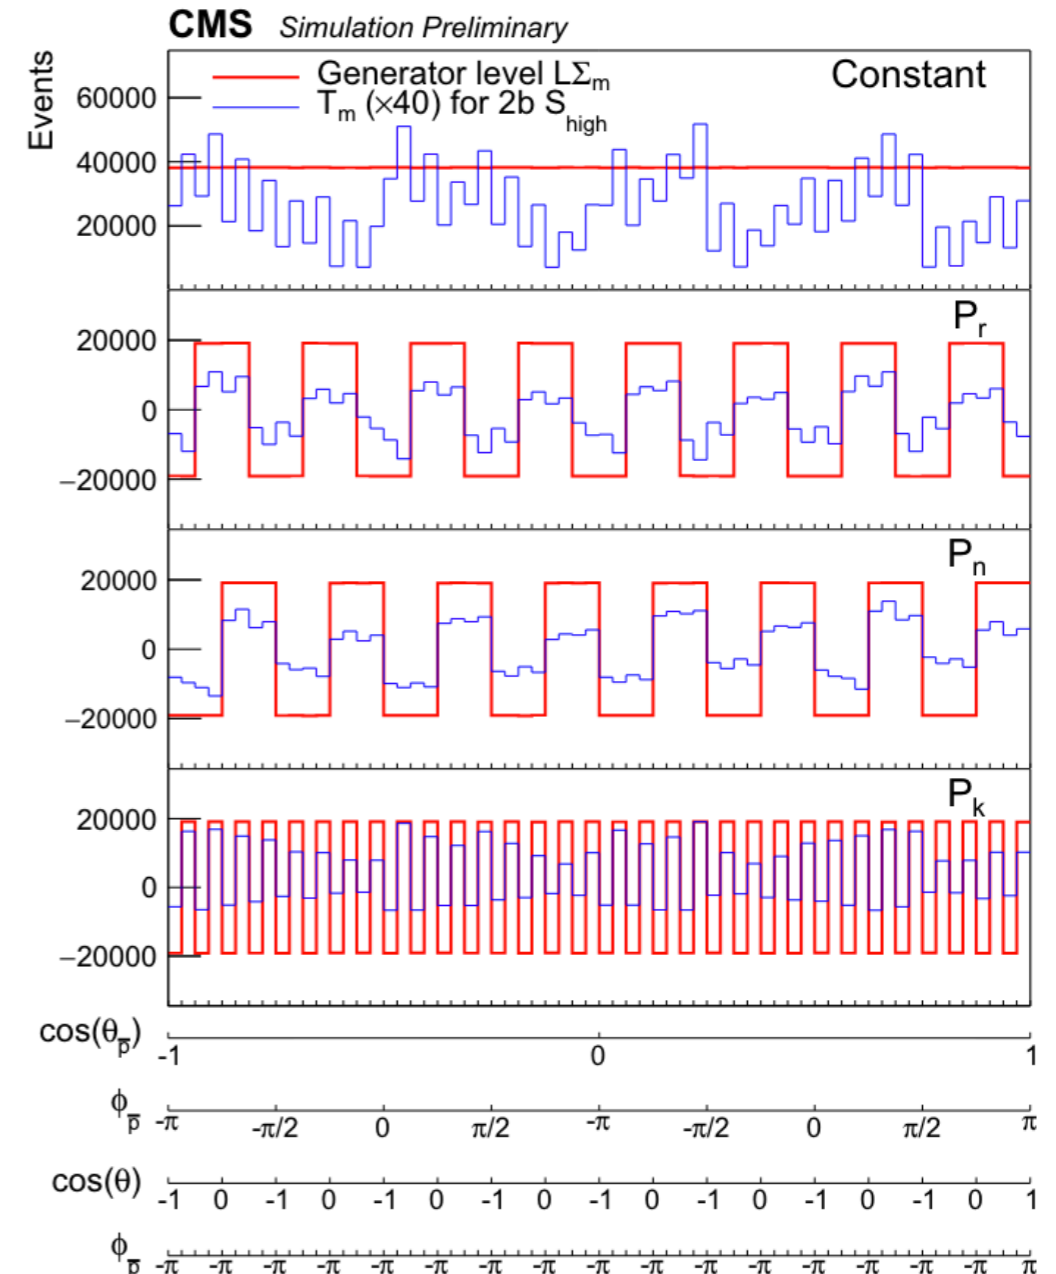 CMS Simulation Preliminary
Events
Generator level LΣm
Tm (×40) for 2b Shigh
Constant
60000
40000
20000
Pr
20000
0
−20000
Pn
20000
0
−20000
Pk
20000
0
−20000
cos(θp̅)
-1 0 1
ϕp̅ -π -π/2 0 π/2 -π -π/2 0 π/2 π
cos(θ)
-1 0 -1 0 -1 0 -1 0 -1 0 -1 0 -1 0 -1 0 1
ϕp̅ -π -π -π -π -π -π -π -π -π -π -π -π -π -π -π -π π